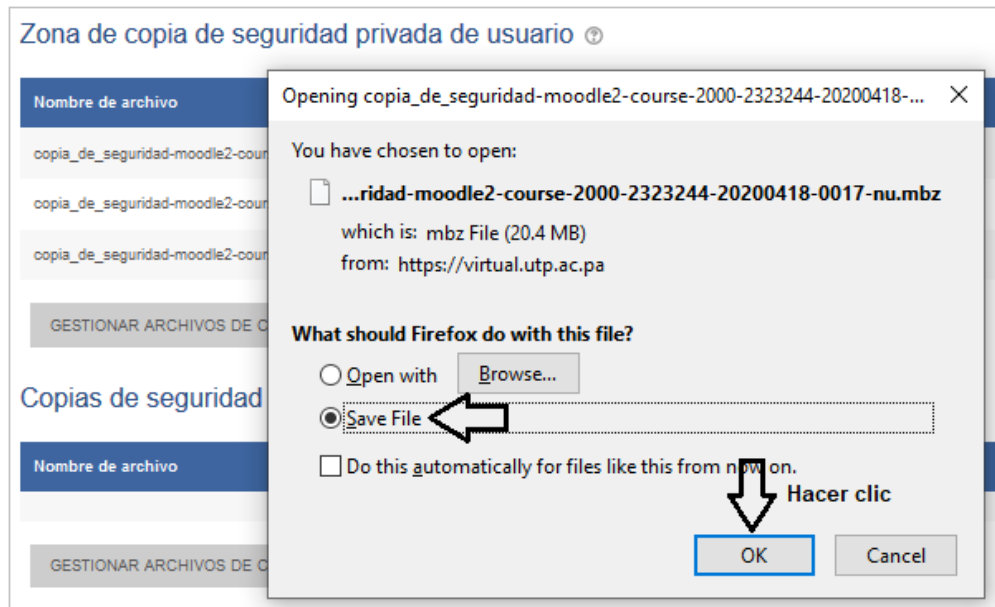 Zona de copia de seguridad privada de usuario
Nombre de archivo
copia_de_seguridad-moodle2-cour
copia_de_seguridad-moodle2-cour
copia_de_seguridad-moodle2-cour
GESTIONAR ARCHIVOS DE C
Copias de seguridad
Nombre de archivo
GESTIONAR ARCHIVOS DE C
Opening copia_de_seguridad-moodle2-course-2000-2323244-20200418-...
You have chosen to open:
...ridad-moodle2-course-2000-2323244-20200418-0017-nu.mbz
which is: mbz File (20.4 MB)
from: https://virtual.utp.ac.pa
What should Firefox do with this file?
Open with Browse...
Save File
Do this automatically for files like this from now on.
Hacer clic
OK Cancel